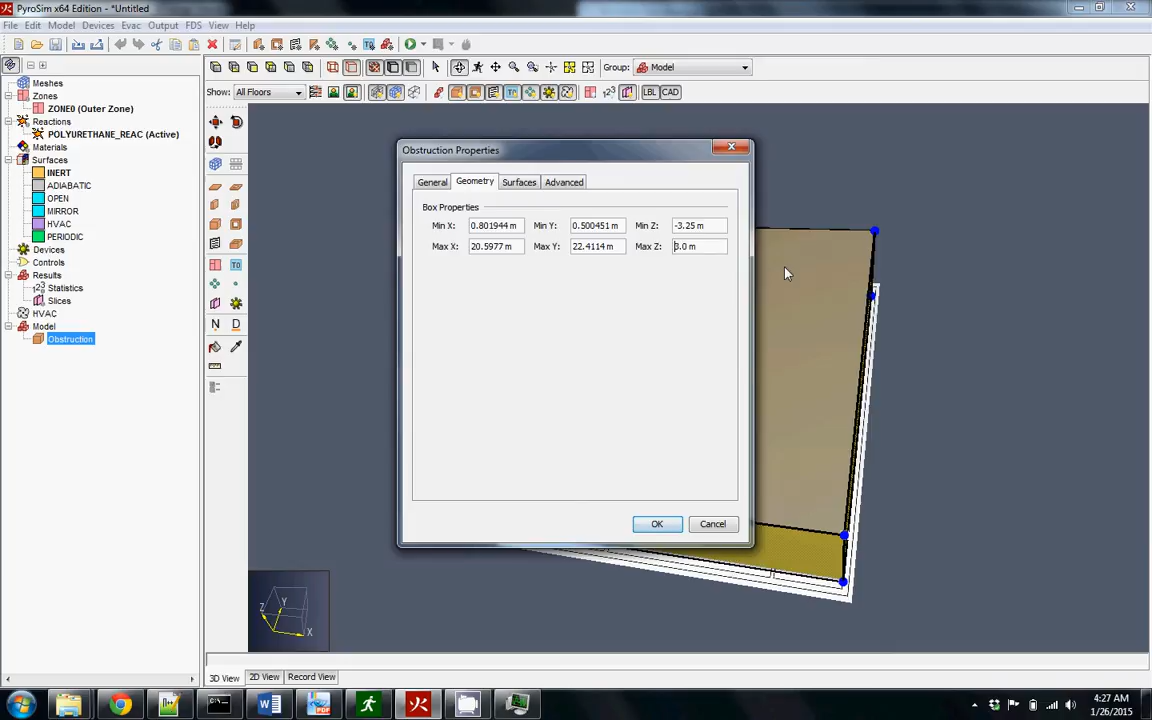 PyroSim x64 Edition - *Untitled
File Edit Model Devices Evac Output FDS View Help
Group: Model
Show: All Floors
LBL CAD
Meshes
Zones
ZONE0 (Outer Zone)
Reactions
POLYURETHANE_REAC (Active)
Materials
Surfaces
INERT
ADIABATIC
OPEN
MIRROR
HVAC
PERIODIC
Devices
Controls
Results
Statistics
Slices
HVAC
Model
Obstruction
Obstruction Properties
General Geometry Surfaces Advanced
Box Properties
Min X: 0.801944 m Min Y: 0.500451 m Min Z: -3.25 m
Max X: 20.5977 m Max Y: 22.4114 m Max Z: 3.0 m
OK Cancel
N D
Z Y X
3D View 2D View Record View
4:27 AM
1/26/2015